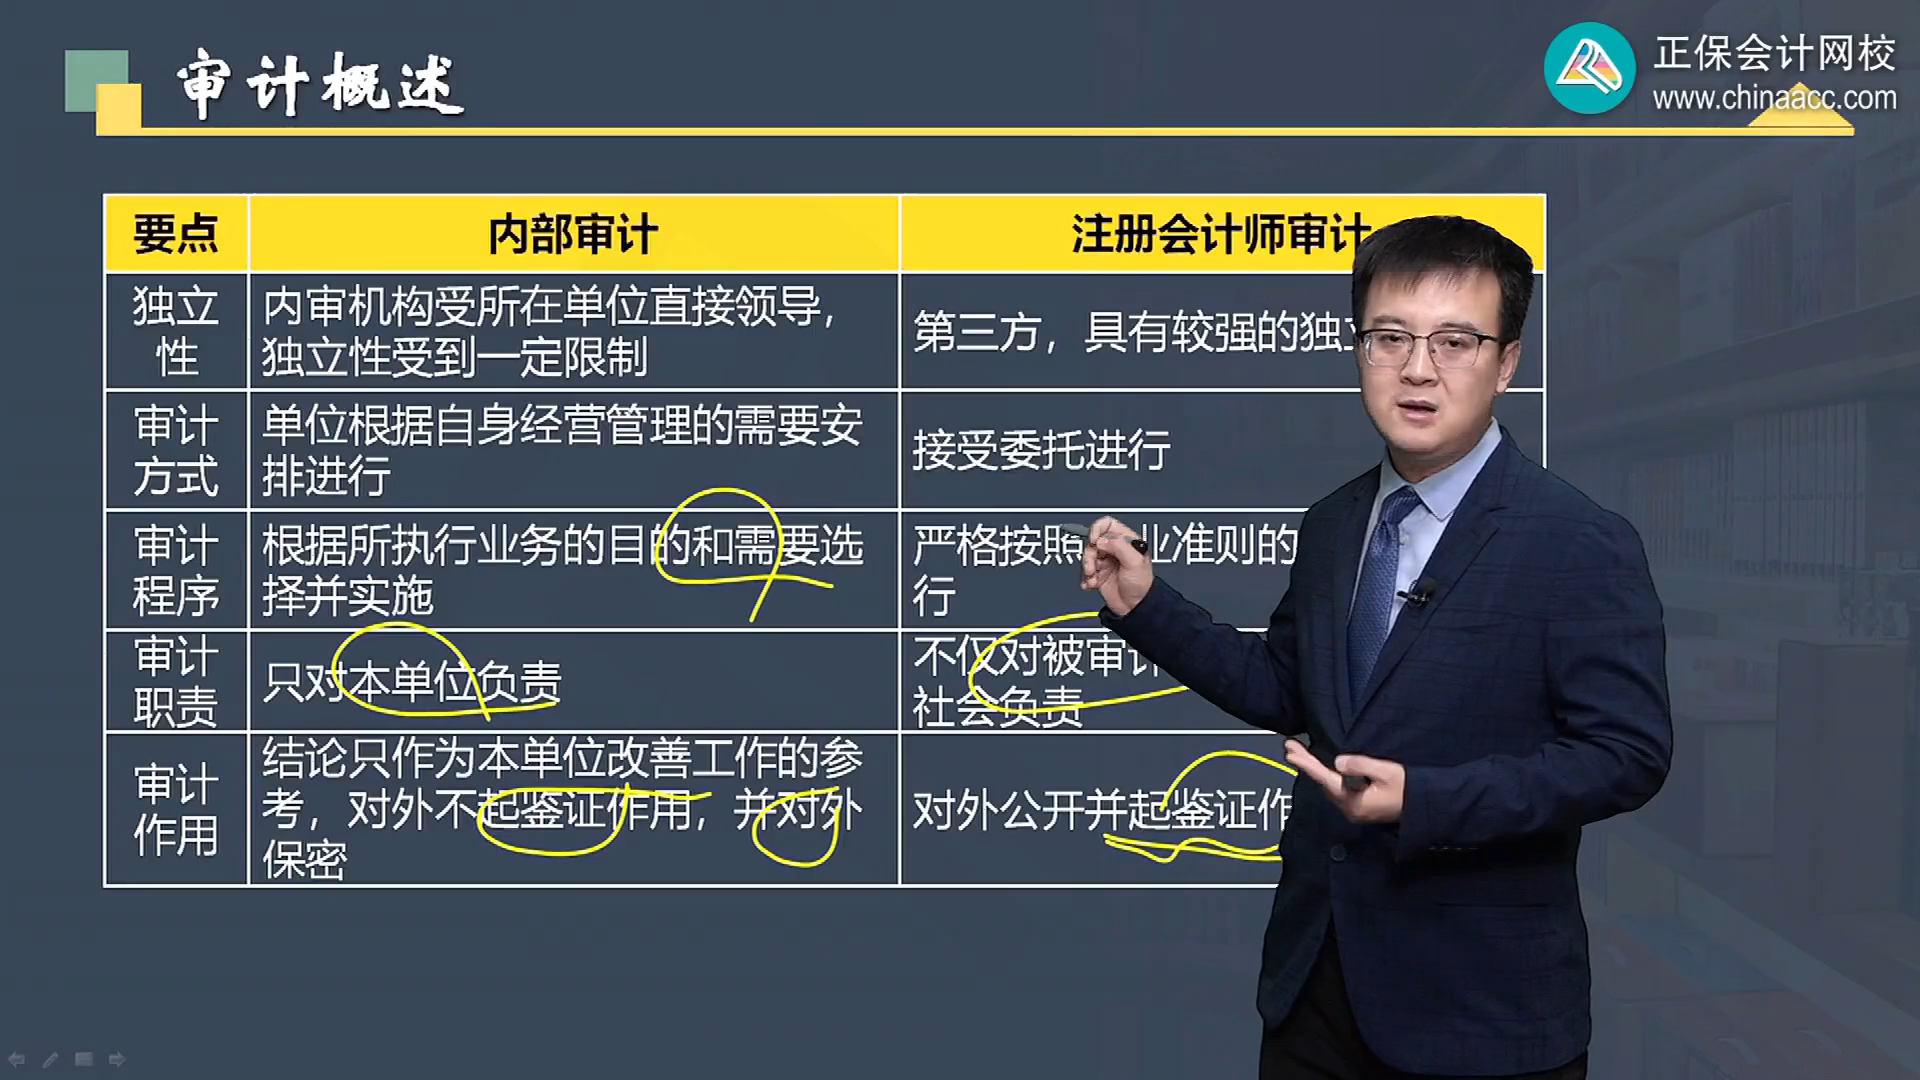 审计概述
正保会计网校
www.chinaacc.com
要点
内部审计
注册会计师审计
独立
性
内审机构受所在单位直接领导，
独立性受到一定限制
第三方，具有较强的独立
审计
方式
单位根据自身经营管理的需要安
排进行
接受委托进行
审计
程序
根据所执行业务的目的和需要选
择并实施
严格按照 业准则的
行
审计
职责
只对本单位负责
不仅对被审计
社会负责
审计
作用
结论只作为本单位改善工作的参
考，对外不起鉴证作用，并对外
保密
对外公开并起鉴证作